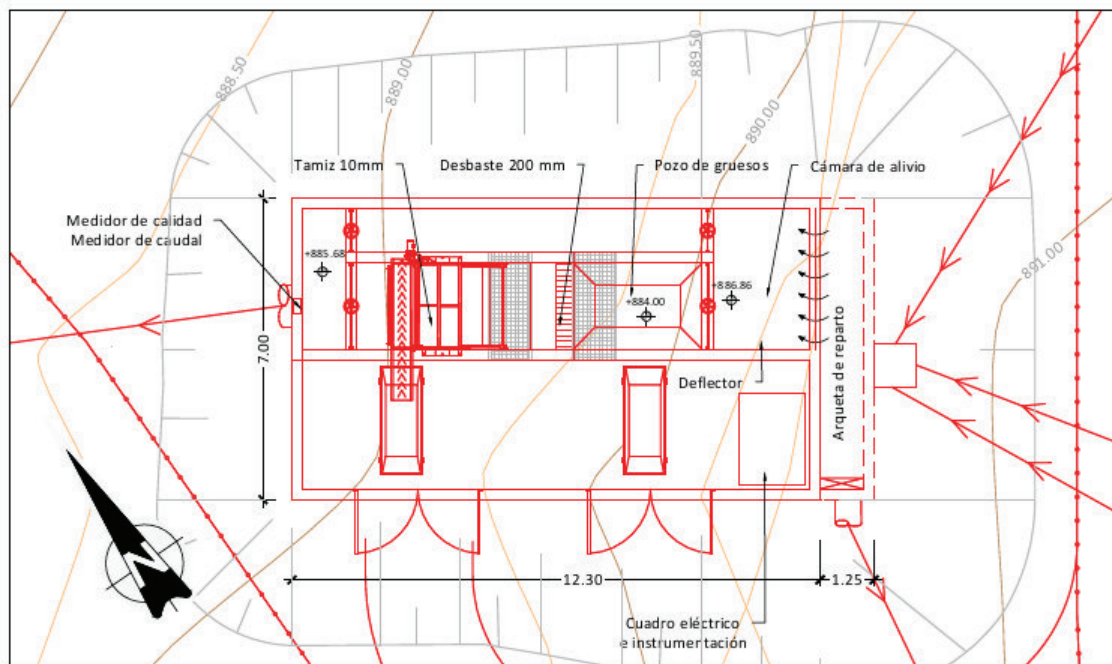 888.50
889.00
889.50
890.00
891.00
Tamiz 10mm
Desbaste 200 mm
Pozo de gruesos
Cámara de alivio
Medidor de calidad
Medidor de caudal
+885.68
+884.00
+886.86
7.00
Deflector
Arqueta de reparto
12.30
1.25
Cuadro eléctrico
e instrumentación